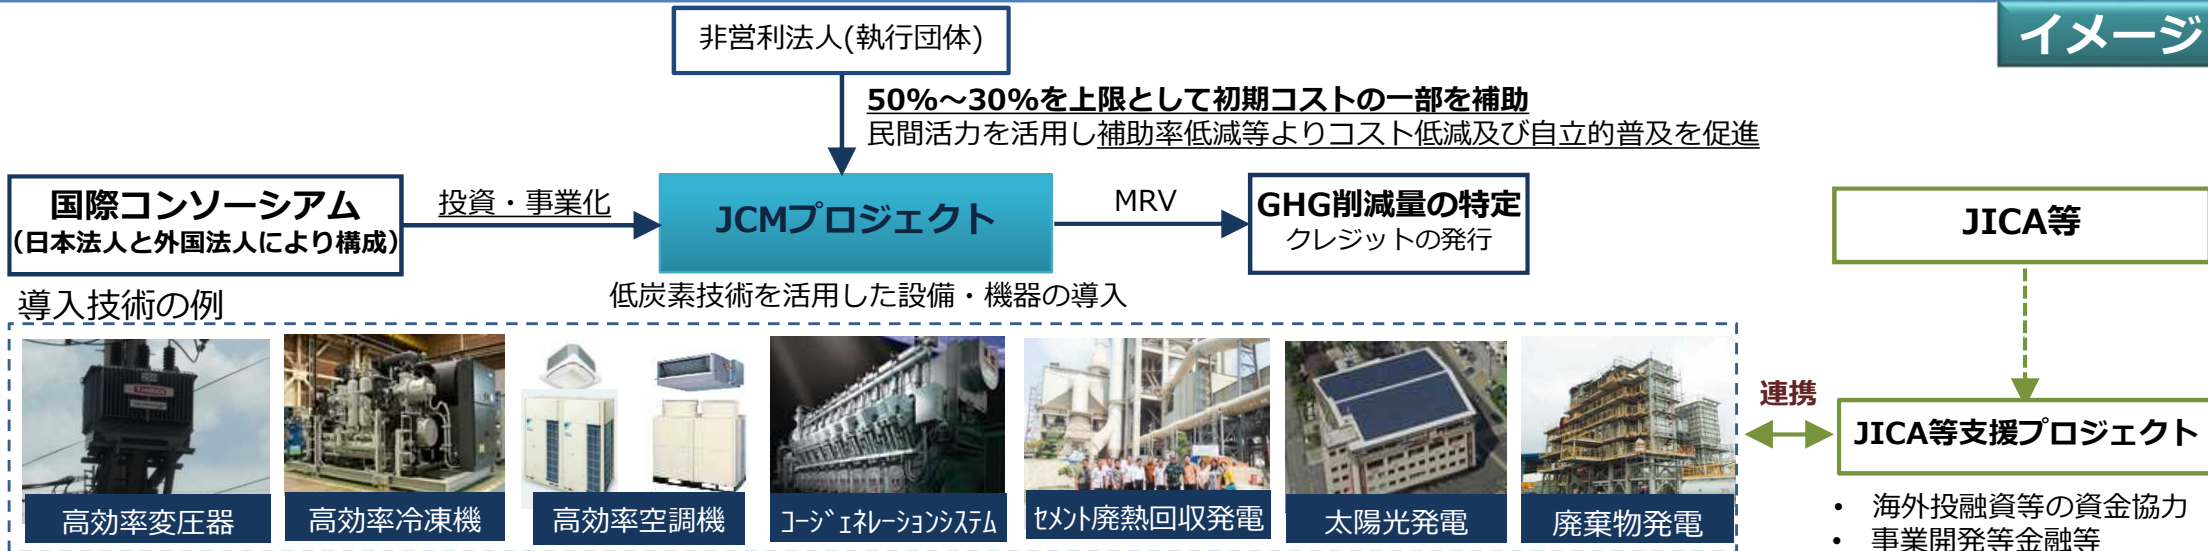 イメージ
非営利法人(執行団体)
50%～30%を上限として初期コストの一部を補助
民間活力を活用し補助率低減等よりコスト低減及び自立的普及を促進
国際コンソーシアム
(日本法人と外国法人により構成)
投資・事業化
JCMプロジェクト
MRV
GHG削減量の特定
クレジットの発行
JICA等
導入技術の例
低炭素技術を活用した設備・機器の導入
連携
JICA等支援プロジェクト
高効率変圧器
高効率冷凍機
高効率空調機
ｺｰｼﾞｪﾈﾚｰｼｮﾝｼｽﾃﾑ
ｾﾒﾝﾄ廃熱回収発電
太陽光発電
廃棄物発電
• 海外投融資等の資金協力
• 事業開発等金融等